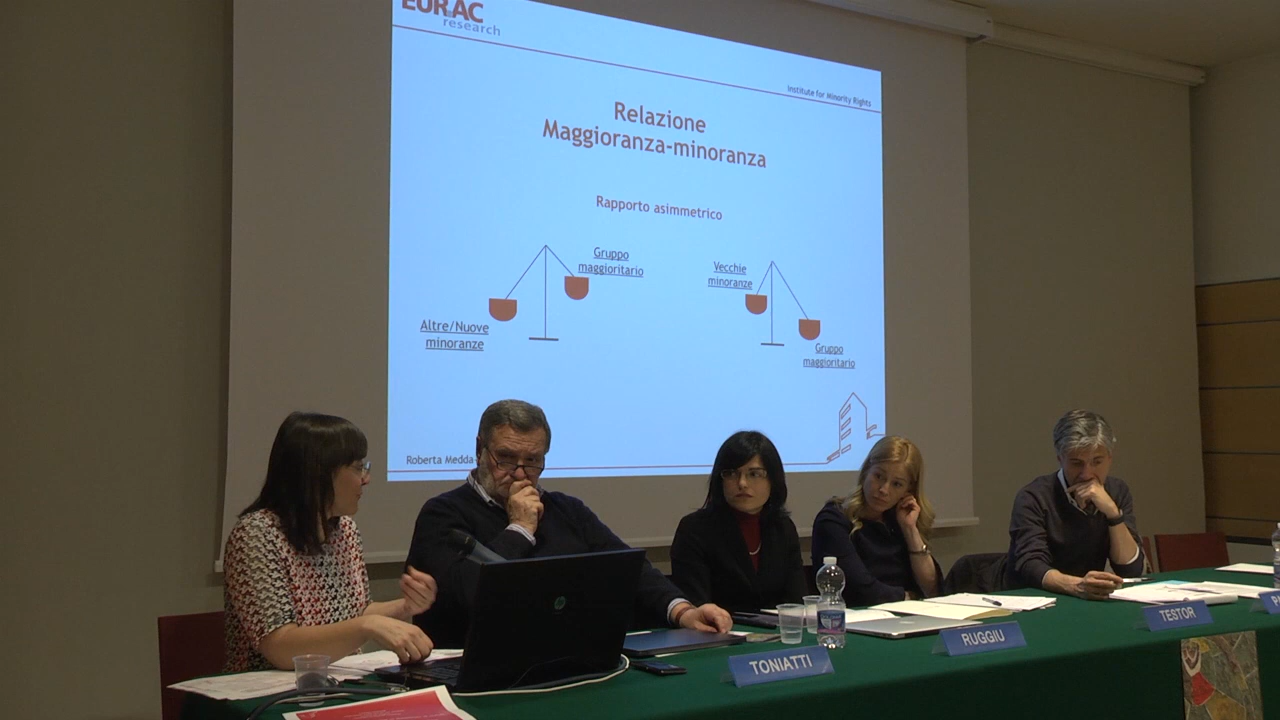 EURAC
research
Institute for Minority Rights
Relazione
Maggioranza-minoranza
Rapporto asimmetrico
Gruppo
maggioritario
Altre/Nuove
minoranze
Vecchie
minoranze
Gruppo
maggioritario
Roberta Medda
hp
TONIATTI
RUGGIU
TESTOR